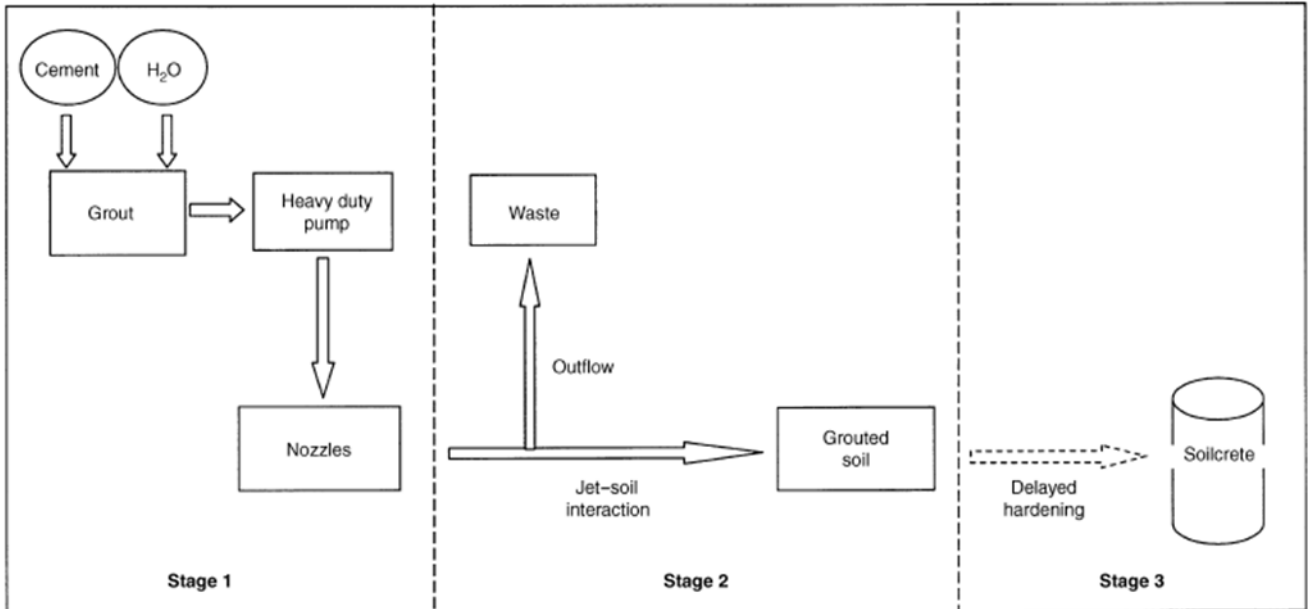 Cement
H₂O
Grout
Heavy duty
pump
Nozzles
Stage 1
Waste
Outflow
Jet–soil
interaction
Grouted
soil
Stage 2
Delayed
hardening
Soilcrete
Stage 3